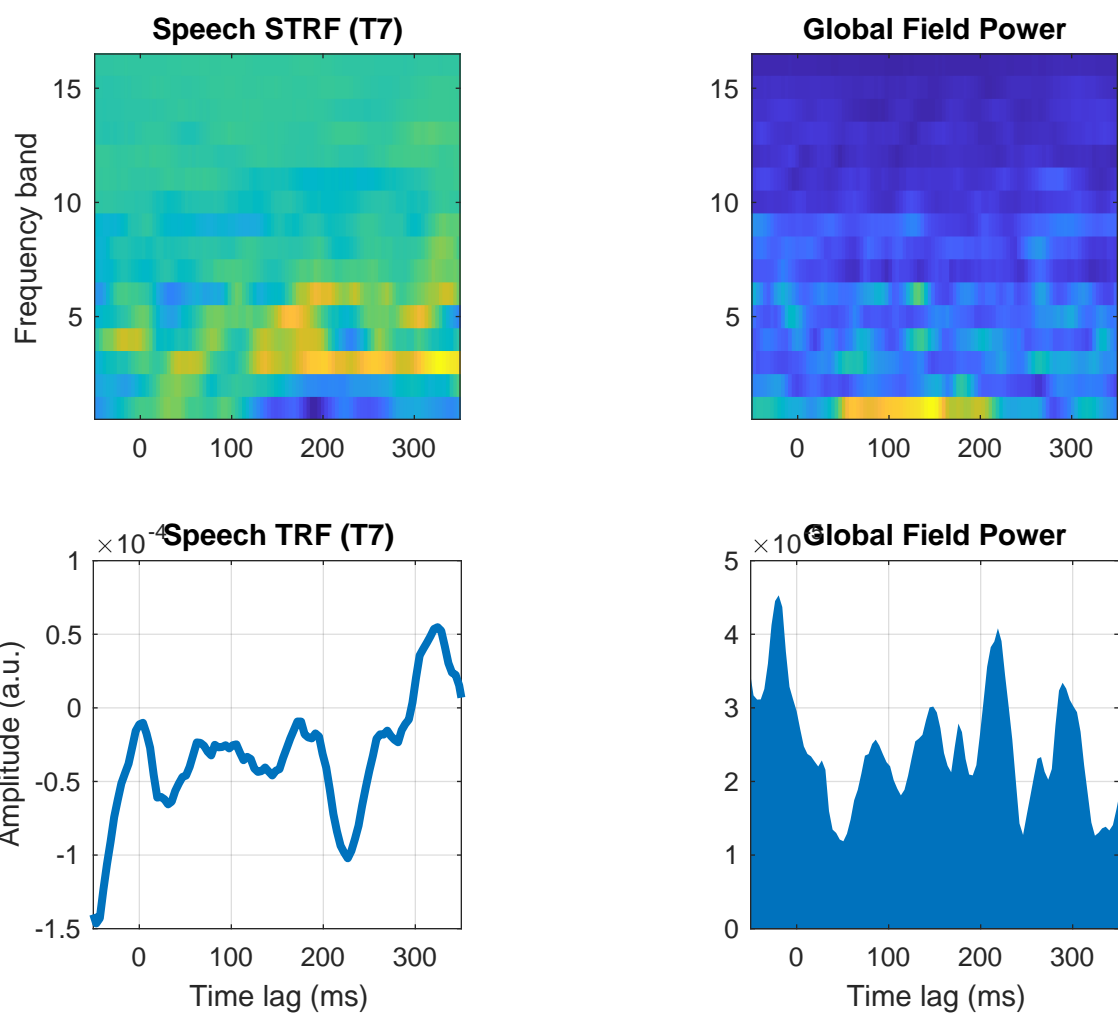 Speech STRF (T7)
Frequency band
15
10
5
0 100 200 300
Global Field Power
15
10
5
0 100 200 300
Speech TRF (T7)
×10-4
Amplitude (a.u.)
1
0.5
0
-0.5
-1
-1.5
0 100 200 300
Time lag (ms)
Global Field Power
×10
5
4
3
2
1
0
0 100 200 300
Time lag (ms)